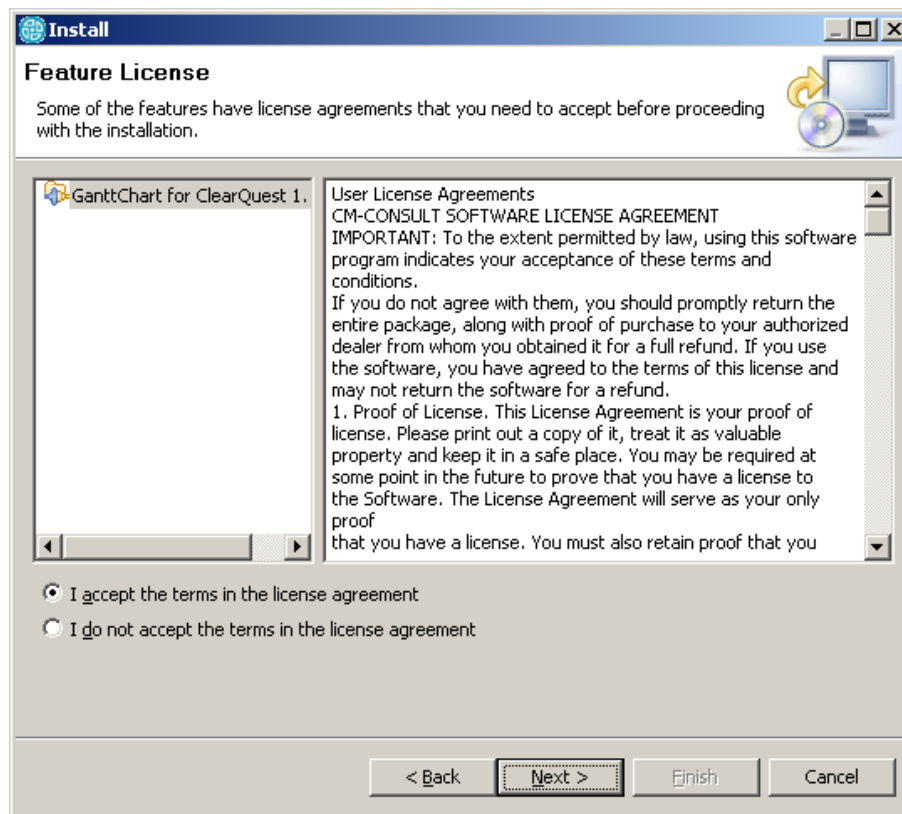 Install
Feature License
Some of the features have license agreements that you need to accept before proceeding
with the installation.
GanttChart for ClearQuest 1.
User License Agreements
CM-CONSULT SOFTWARE LICENSE AGREEMENT
IMPORTANT: To the extent permitted by law, using this software
program indicates your acceptance of these terms and
conditions.
If you do not agree with them, you should promptly return the
entire package, along with proof of purchase to your authorized
dealer from whom you obtained it for a full refund. If you use
the software, you have agreed to the terms of this license and
may not return the software for a refund.
1. Proof of License. This License Agreement is your proof of
license. Please print out a copy of it, treat it as valuable
property and keep it in a safe place. You may be required at
some point in the future to prove that you have a license to
the Software. The License Agreement will serve as your only
proof
that you have a license. You must also retain proof that you
I accept the terms in the license agreement
I do not accept the terms in the license agreement
< Back
Next >
Finish
Cancel